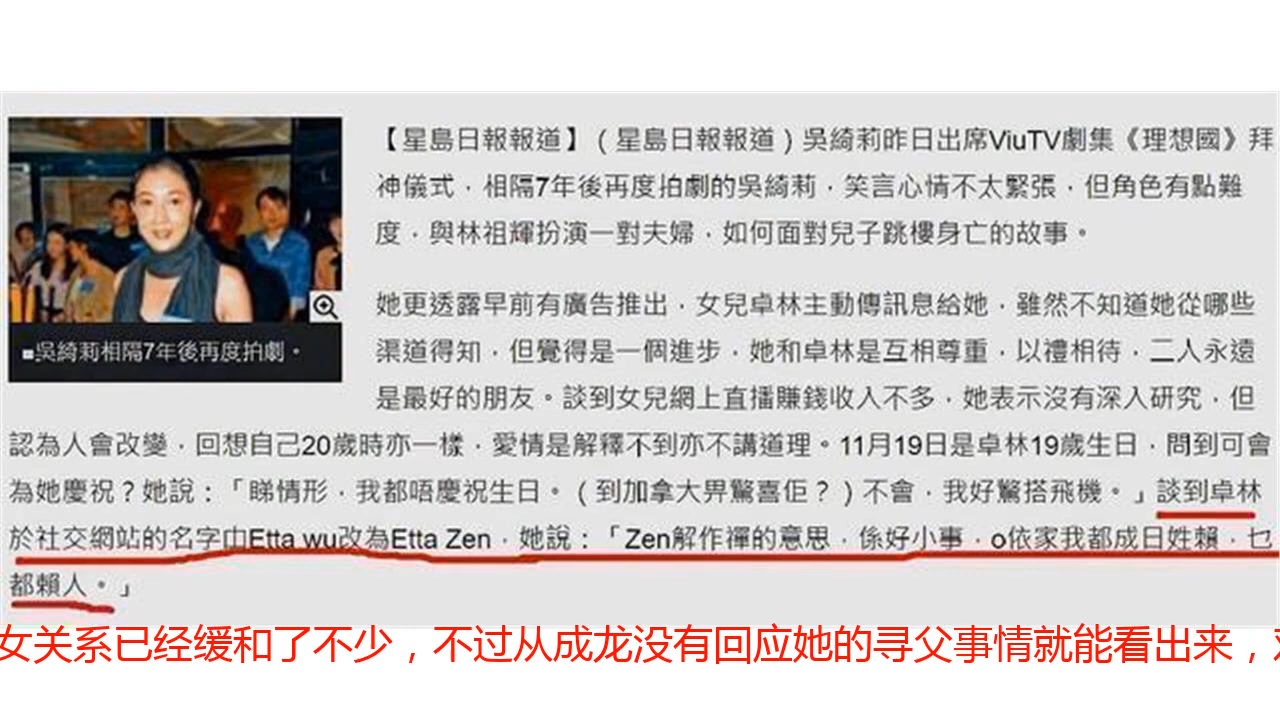 【星島日報報道】（星島日報報道）吳綺莉昨日出席ViuTV劇集《理想國》拜
神儀式，相隔7年後再度拍劇的吳綺莉，笑言心情不太緊張，但角色有點難
度，與林祖輝扮演一對夫婦，如何面對兒子跳樓身亡的故事。
吳綺莉相隔7年後再度拍劇。
她更透露早前有廣告推出，女兒卓林主動傳訊息給她，雖然不知道她從哪些
渠道得知，但覺得是一個進步，她和卓林是互相尊重，以禮相待，二人永遠
是最好的朋友。談到女兒網上直播賺錢收入不多，她表示沒有深入研究，但
認為人會改變，回想自己20歲時亦一樣，愛情是解釋不到亦不講道理。11月19日是卓林19歲生日，問到可會
為她慶祝？她說：「睇情形，我都唔慶祝生日。（到加拿大畀驚喜佢？）不會，我好驚搭飛機。」談到卓林
於社交網站的名字由Etta wu改為Etta Zen，她說：「Zen解作禪的意思，係好小事，o依家我都成日姓賴，乜
都賴人。」
女关系已经缓和了不少，不过从成龙没有回应她的寻父事情就能看出来，